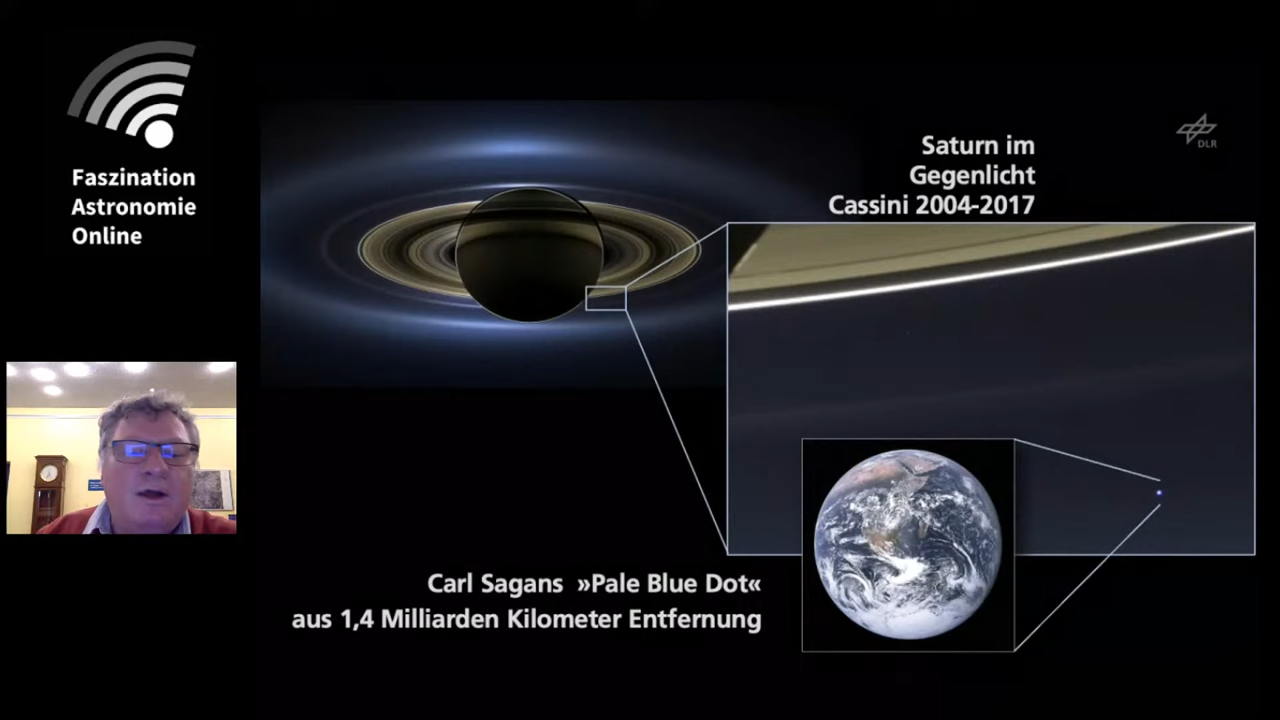 Faszination
Astronomie
Online
Saturn im
Gegenlicht
Cassini 2004-2017
DLR
Carl Sagans »Pale Blue Dot«
aus 1,4 Milliarden Kilometer Entfernung